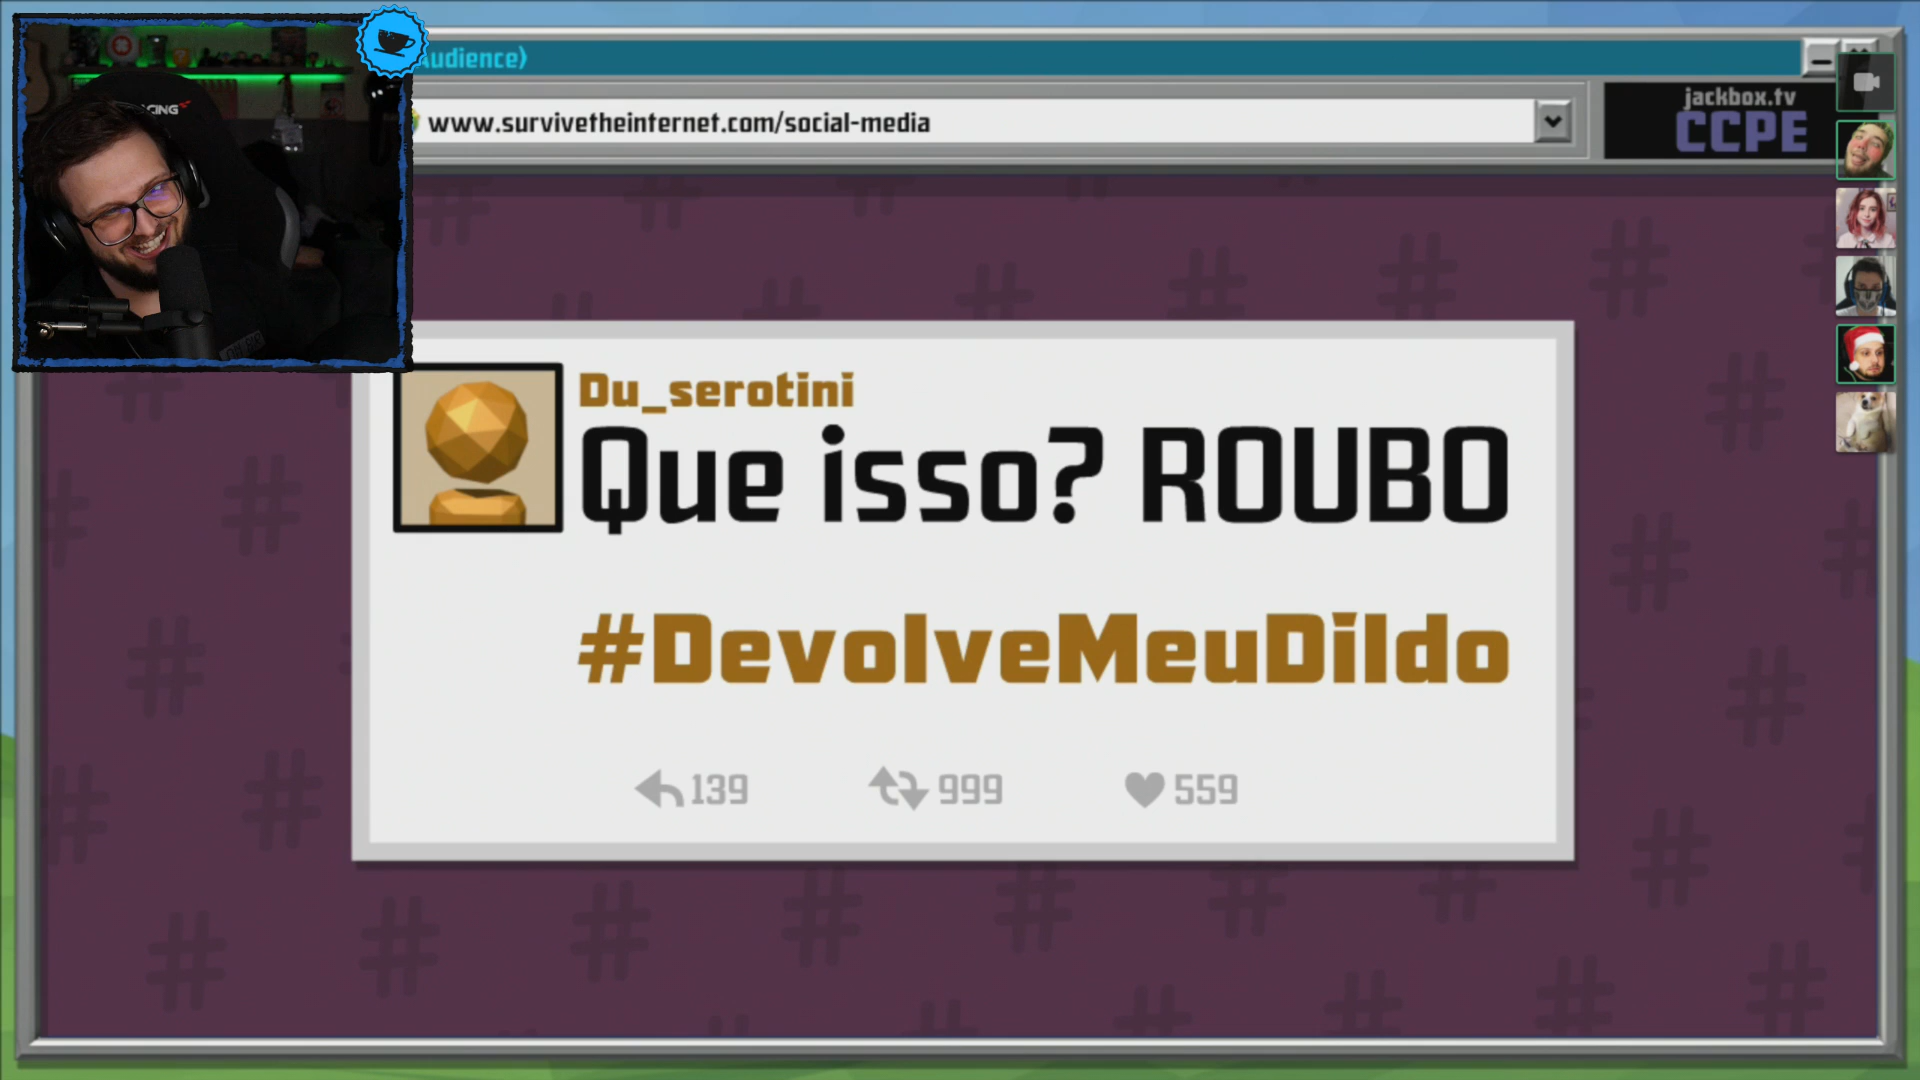 Audience)
www.survivetheinternet.com/social-media
jackbox.tv
CCPE
Du_serotini
Que isso? ROUBO
#DevolveMeuDildo
139
999
559